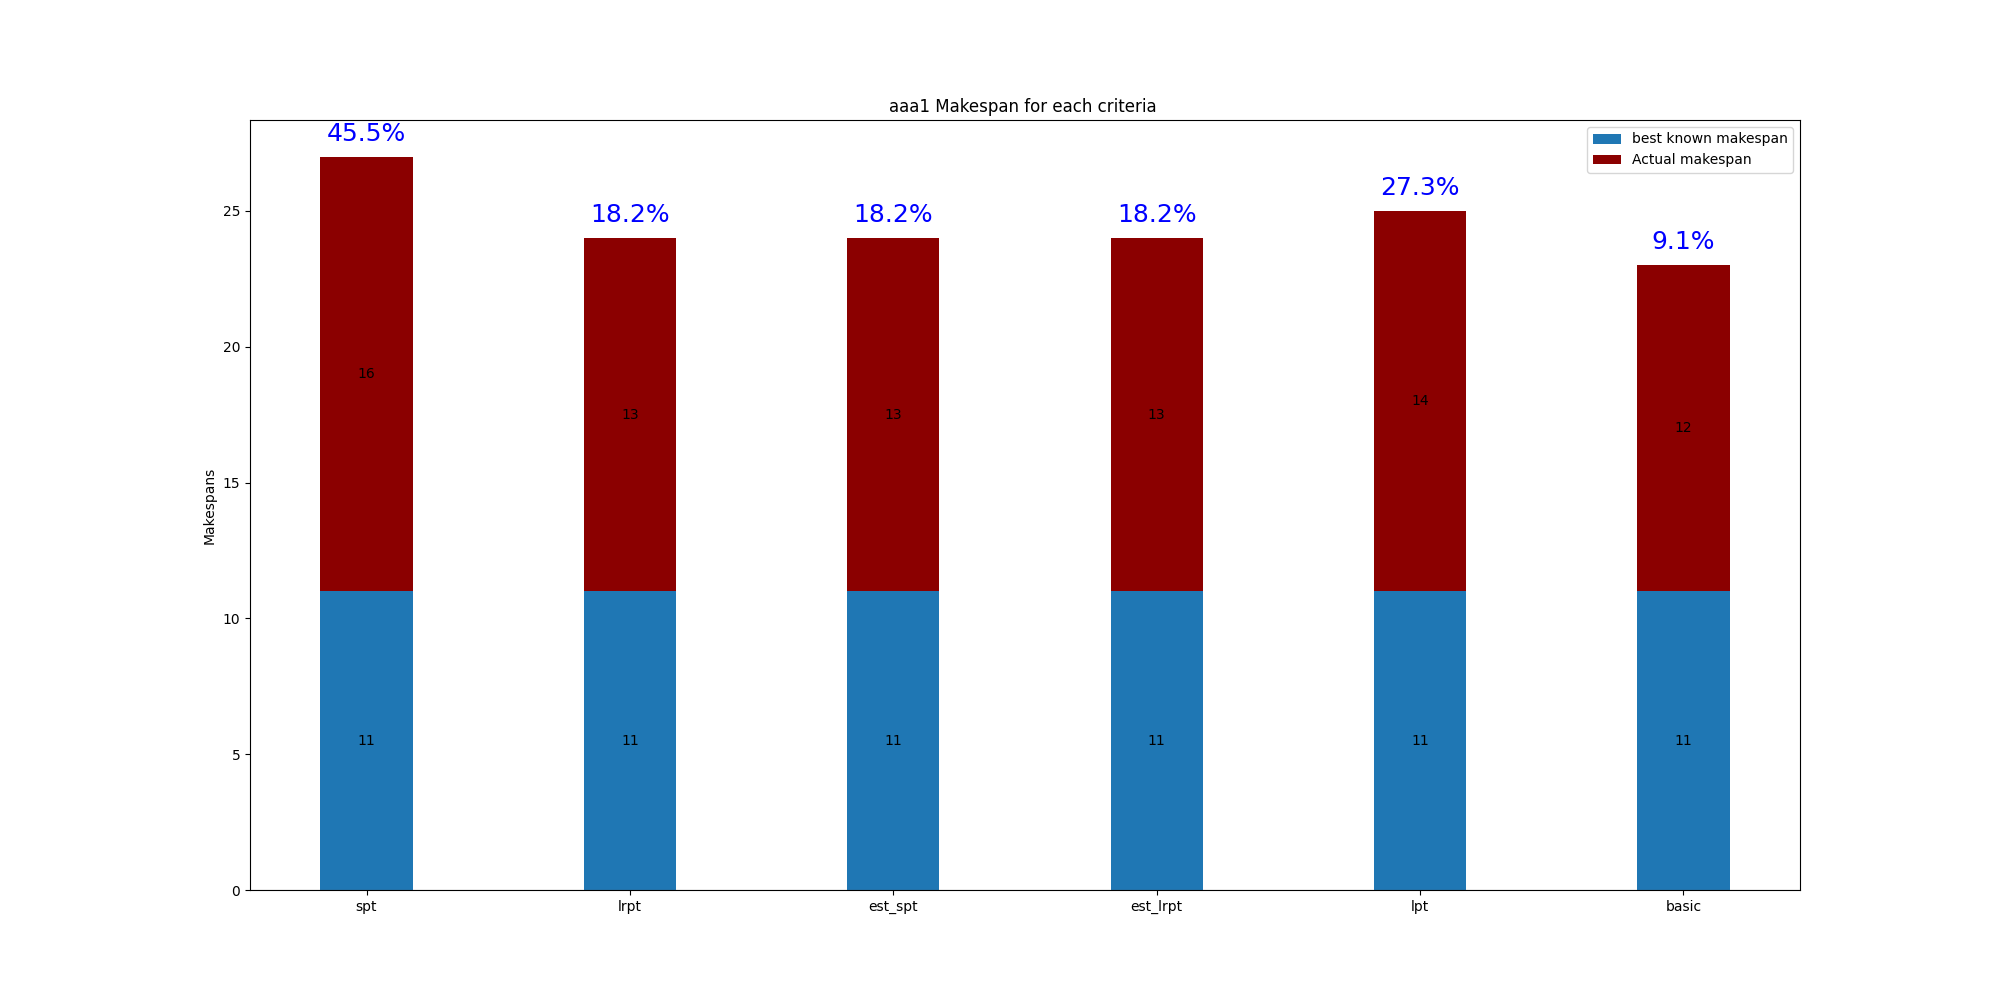 aaa1 Makespan for each criteria
best known makespan
Actual makespan
45.5%
18.2%
18.2%
18.2%
27.3%
9.1%
Makespans
25
20
15
10
5
0
16
13
13
13
14
12
11
11
11
11
11
11
spt
lrpt
est_spt
est_lrpt
lpt
basic